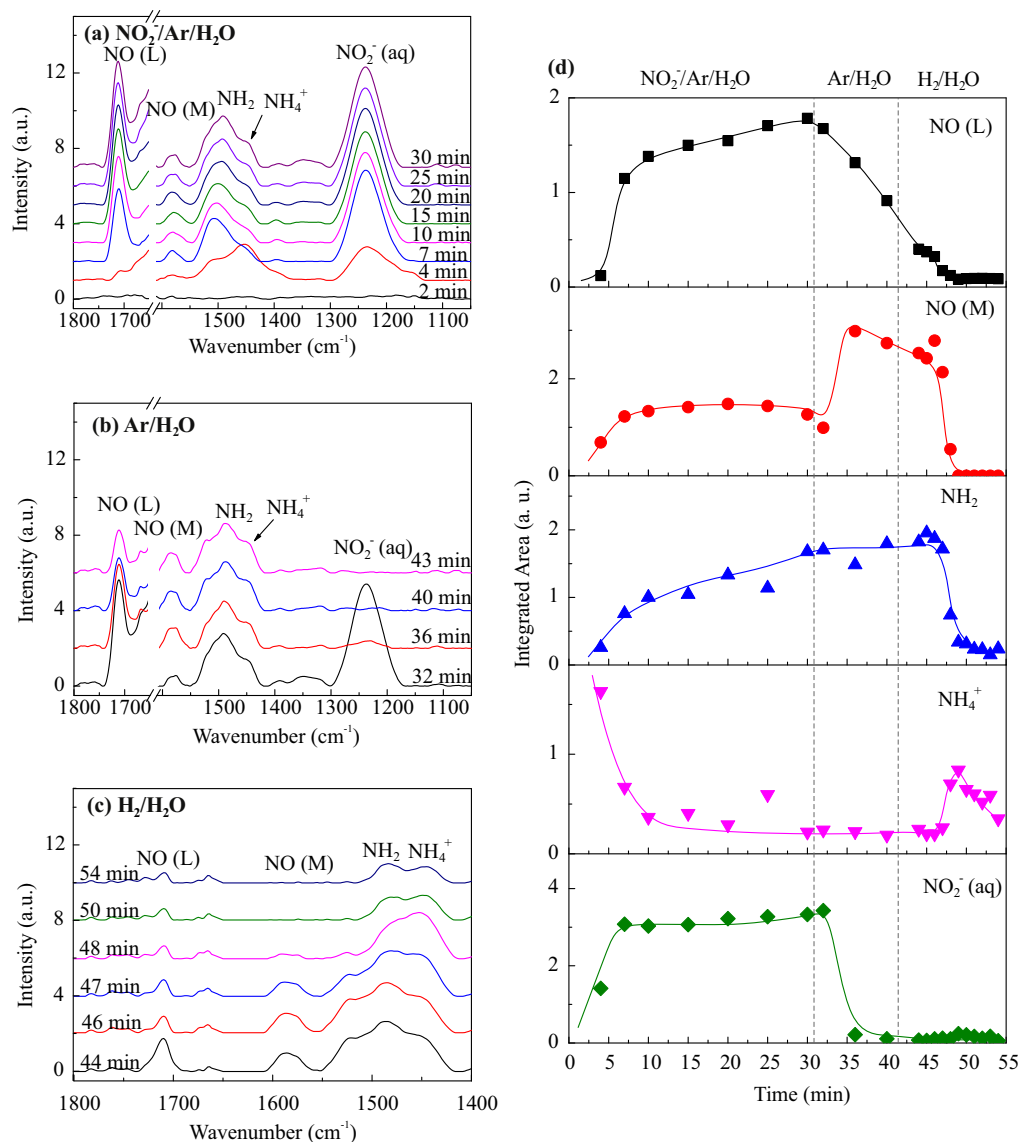 (a) NO₂⁻/Ar/H₂O
NO (L)
NO (M)
NH₂
NH₄⁺
NO₂⁻ (aq)
30 min
25 min
20 min
15 min
10 min
7 min
4 min
2 min
12
8
4
0
Intensity (a.u.)
1800 1700 1500 1400 1300 1200 1100
Wavenumber (cm⁻¹)
(b) Ar/H₂O
NO (L)
NO (M)
NH₂
NH₄⁺
NO₂⁻ (aq)
43 min
40 min
36 min
32 min
12
8
4
0
Intensity (a.u.)
1800 1700 1500 1400 1300 1200 1100
Wavenumber (cm⁻¹)
(c) H₂/H₂O
NO (L)
NO (M)
NH₂
NH₄⁺
54 min
50 min
48 min
47 min
46 min
44 min
12
8
4
0
Intensity (a.u.)
1800 1700 1600 1500 1400
Wavenumber (cm⁻¹)
(d)
NO₂⁻/Ar/H₂O Ar/H₂O H₂/H₂O
NO (L)
2
1
0
NO (M)
2
0
NH₂
2
1
0
NH₄⁺
1
0
NO₂⁻ (aq)
4
2
0
Integrated Area (a. u.)
0 5 10 15 20 25 30 35 40 45 50 55
Time (min)